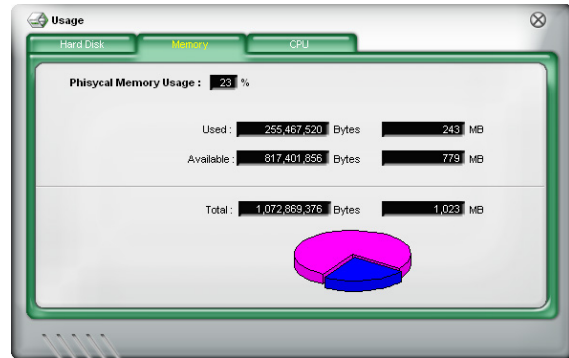 Usage
Hard Disk Memory CPU
Phisycal Memory Usage : 23 %
Used : 255,467,520 Bytes 243 MB
Available : 817,401,856 Bytes 779 MB
Total : 1,072,869,376 Bytes 1,023 MB